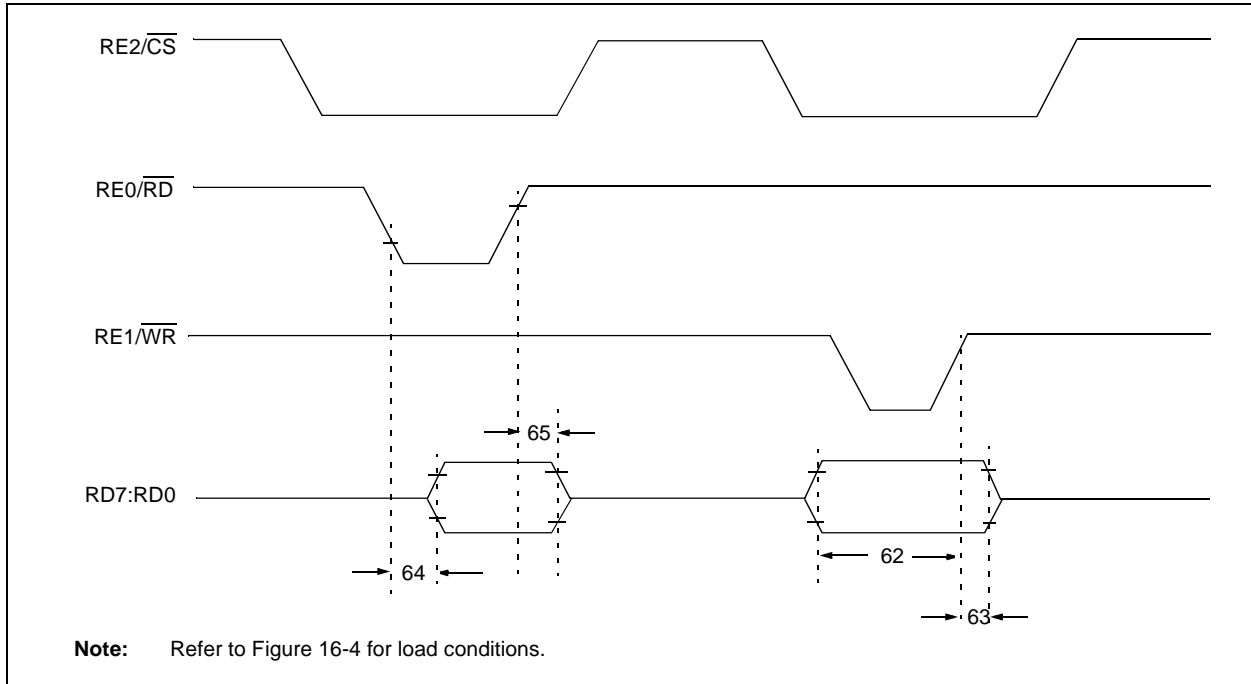 RE2/CS
RE0/RD
RE1/WR
65
RD7:RD0
62
64
63
Note: Refer to Figure 16-4 for load conditions.